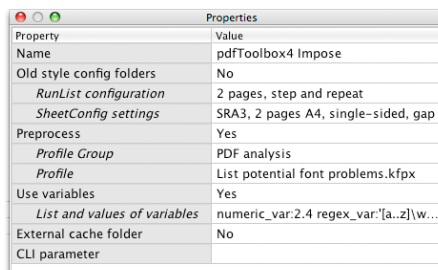 Properties
Property Value
Name pdfToolbox4 Impose
Old style config folders No
RunList configuration 2 pages, step and repeat
SheetConfig settings SRA3, 2 pages A4, single-sided, gap
Preprocess Yes
Profile Group PDF analysis
Profile List potential font problems.kfpx
Use variables Yes
List and values of variables numeric_var:2.4 regex_var:'[a..z]\w...
External cache folder No
CLI parameter